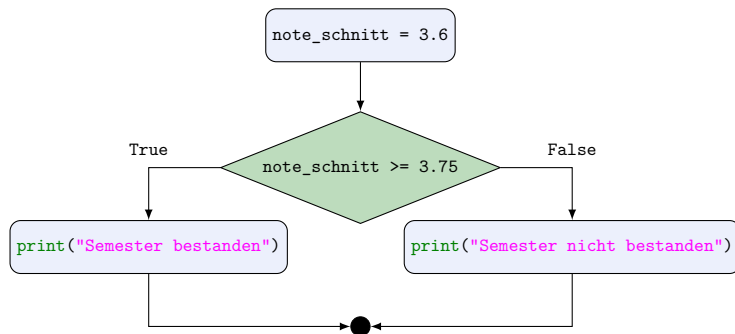 note_schnitt = 3.6
note_schnitt >= 3.75
True
False
print("Semester bestanden")
print("Semester nicht bestanden")